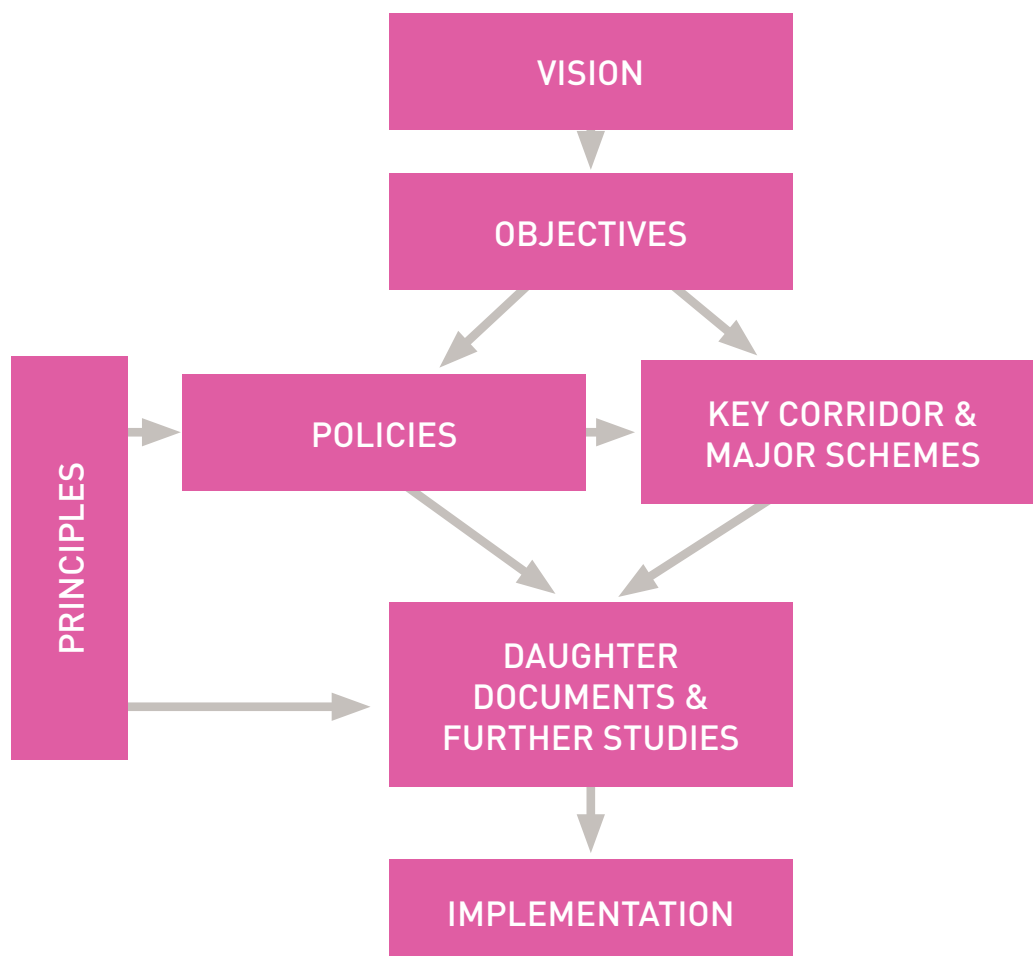 VISION
OBJECTIVES
POLICIES
KEY CORRIDOR &
MAJOR SCHEMES
PRINCIPLES
DAUGHTER
DOCUMENTS &
FURTHER STUDIES
IMPLEMENTATION